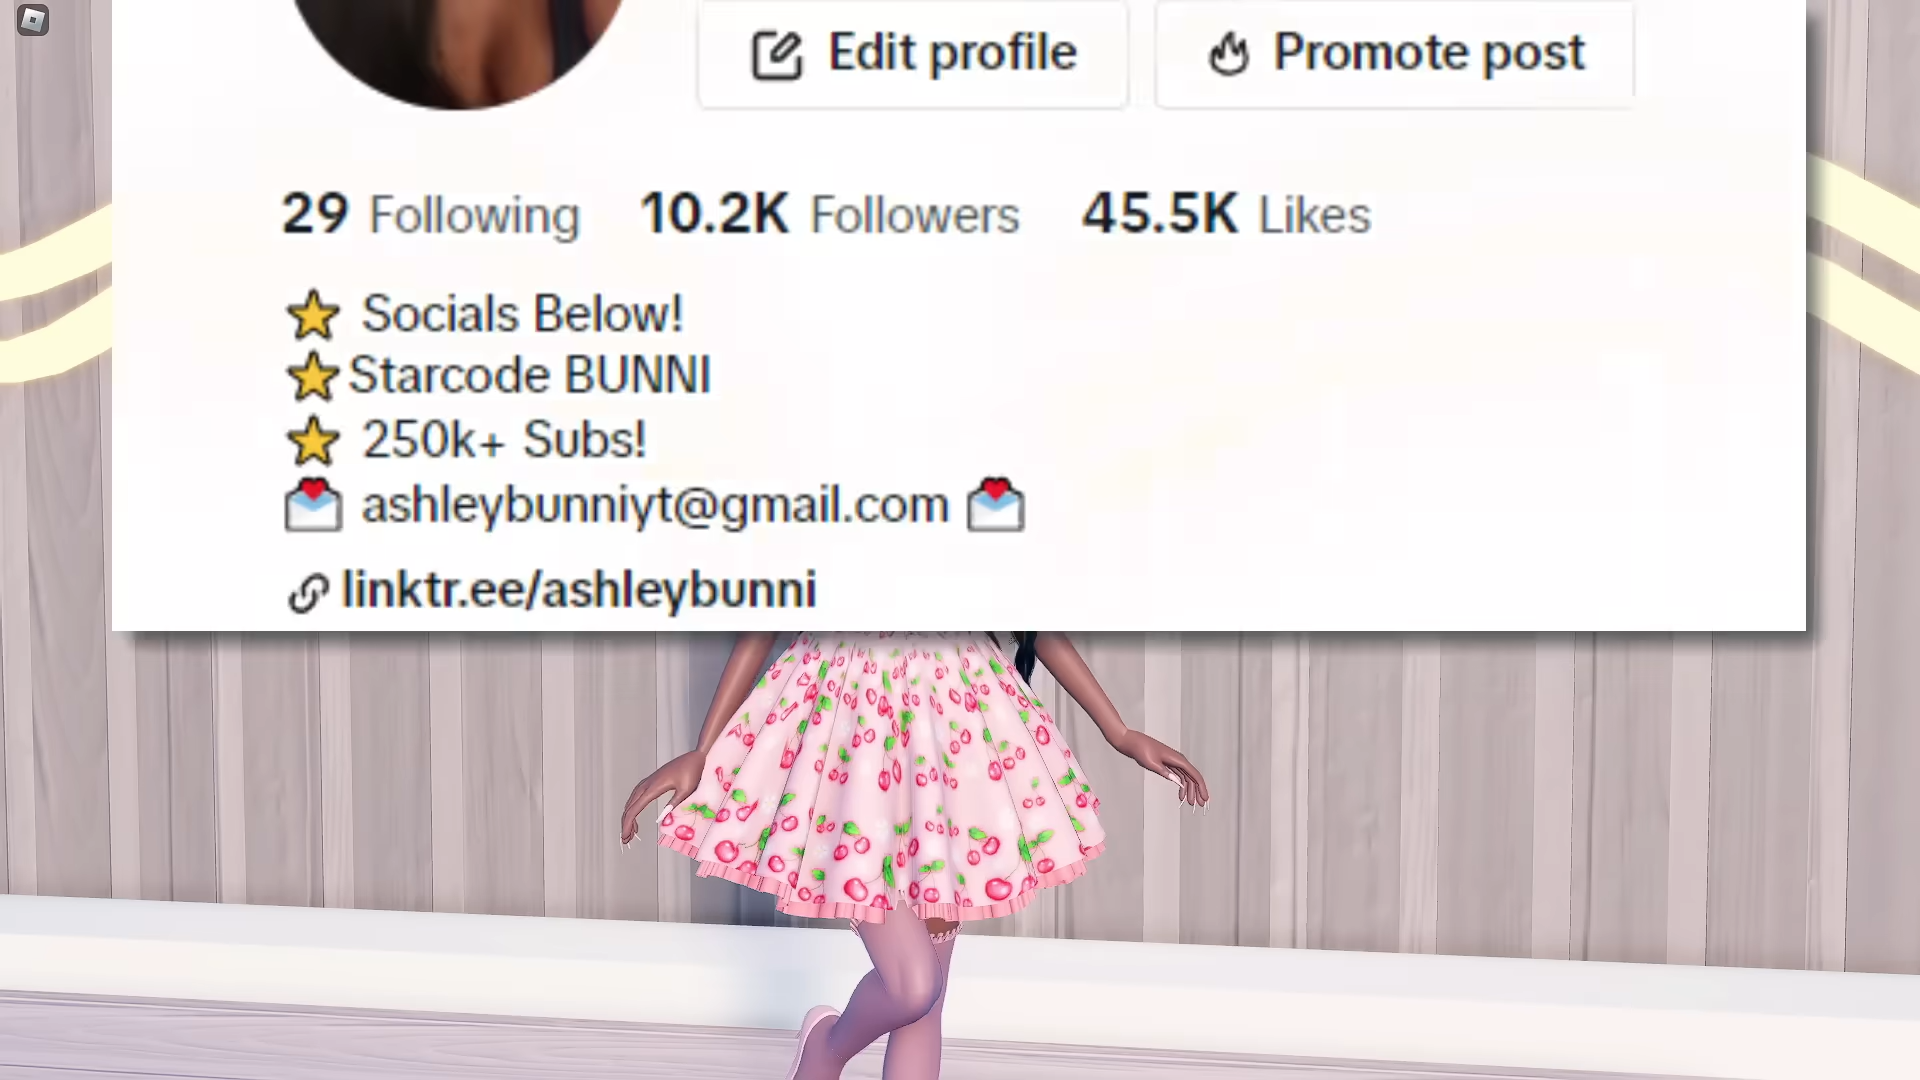 Edit profile Promote post
29 Following 10.2K Followers 45.5K Likes
Socials Below!
Starcode BUNNI
250k+ Subs!
ashleybunniyt@gmail.com
linktr.ee/ashleybunni